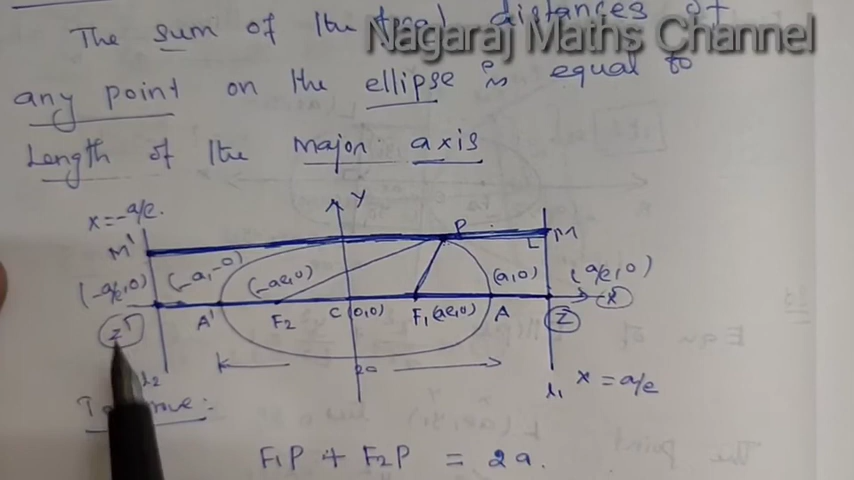 The sum of the focal distances of
Nagaraj Maths Channel
any point on the ellipse is equal to
Length of the major axis
x = -a/e.
Y
M'
P
L
M
(-a/e,0)
(-a,-0)
(-ae,0)
(a,0)
(a/e,0)
X
Z'
A'
F2
C (0,0)
F1 (ae,0)
A
Z
l2
2a
l1
x = a/e
To prove:-
F1P + F2P = 2a.